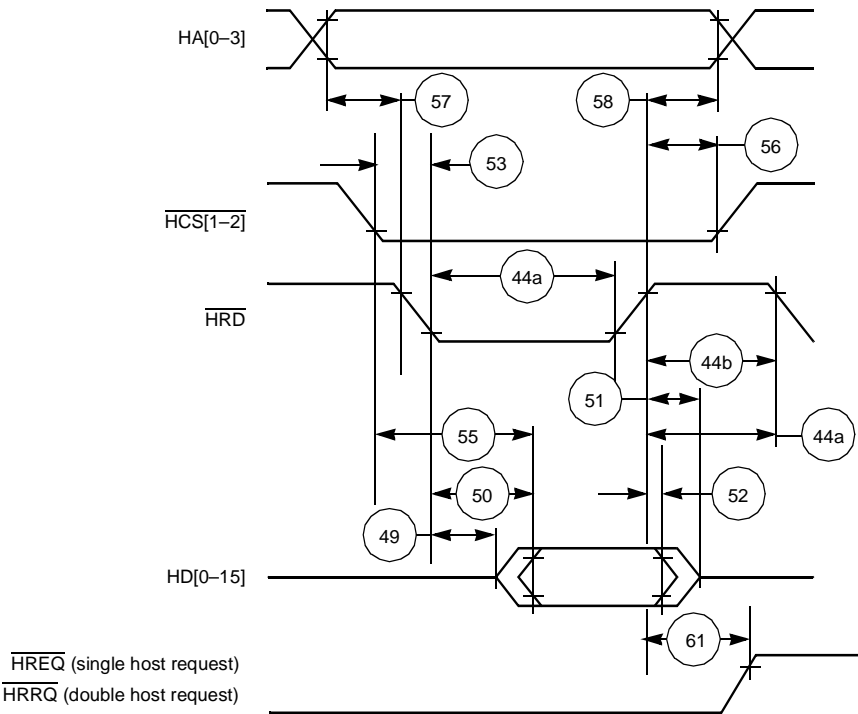 HA[0–3]
57
58
53
56
HCS[1–2]
44a
HRD
44b
51
55
44a
50
52
49
HD[0–15]
61
HREQ (single host request)
HRRQ (double host request)